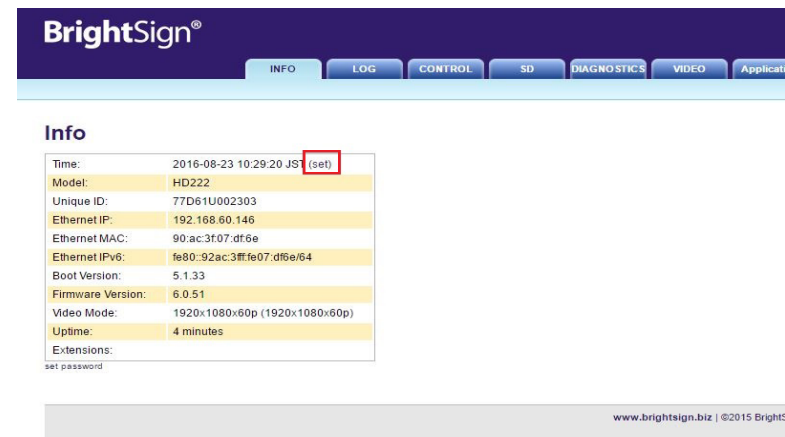 BrightSign®
INFO LOG CONTROL SD DIAGNOSTICS VIDEO
Info
Time: 2016-08-23 10:29:20 JST (set)
Model: HD222
Unique ID: 77D61U002303
Ethernet IP: 192.168.60.146
Ethernet MAC: 90:ac:3f:07:df:6e
Ethernet IPv6: fe80::92ac:3fff:fe07:df6e/64
Boot Version: 5.1.33
Firmware Version: 6.0.51
Video Mode: 1920x1080x60p (1920x1080x60p)
Uptime: 4 minutes
Extensions:
set password
www.brightsign.biz | ©2015